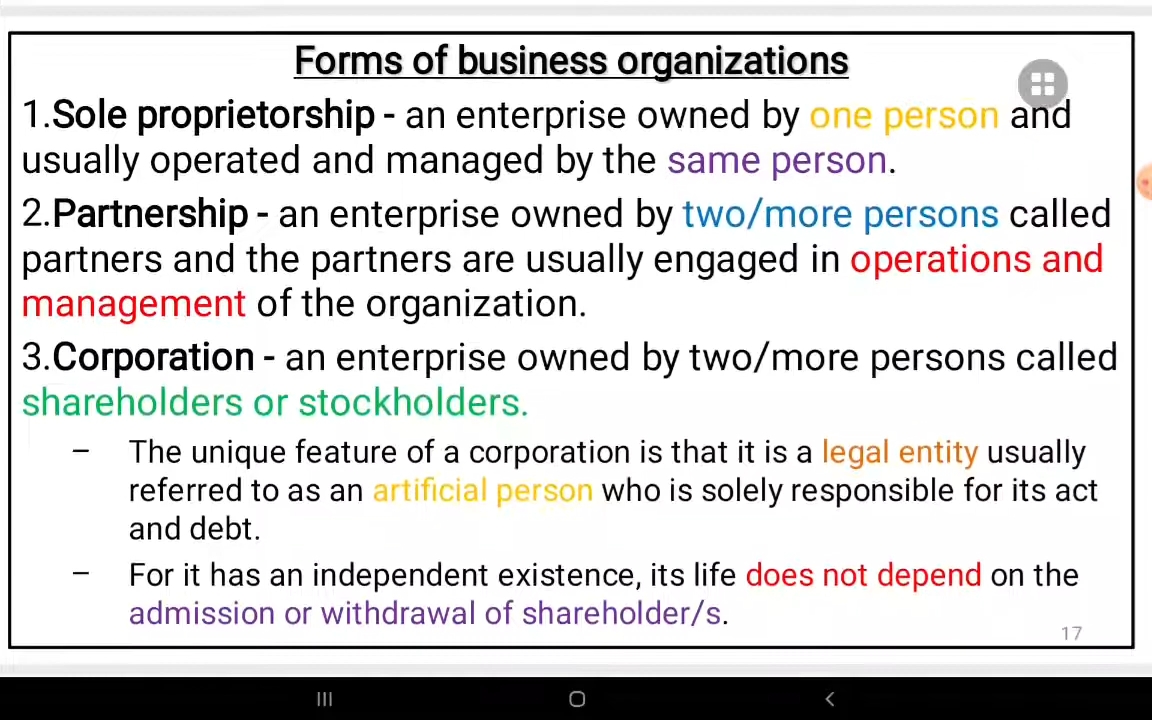 Forms of business organizations
1.Sole proprietorship - an enterprise owned by one person and
usually operated and managed by the same person.
2.Partnership - an enterprise owned by two/more persons called
partners and the partners are usually engaged in operations and
management of the organization.
3.Corporation - an enterprise owned by two/more persons called
shareholders or stockholders.
– The unique feature of a corporation is that it is a legal entity usually
referred to as an artificial person who is solely responsible for its act
and debt.
– For it has an independent existence, its life does not depend on the
admission or withdrawal of shareholder/s.
17